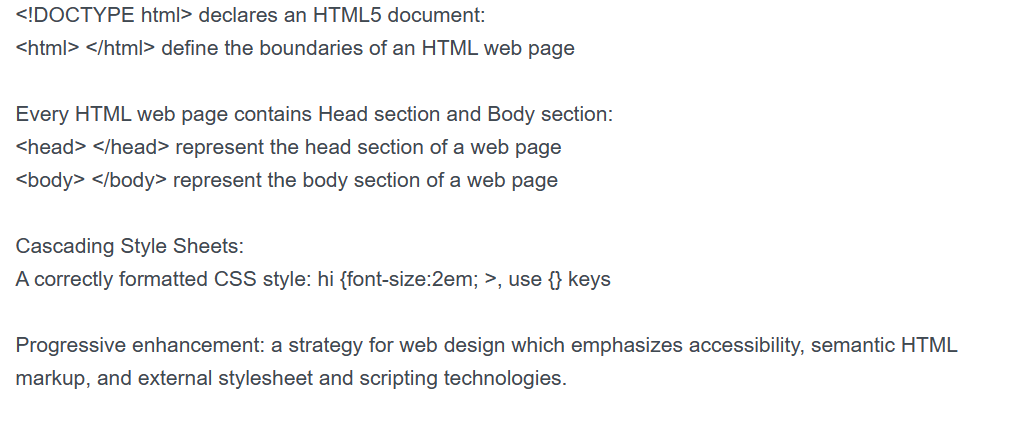 <!DOCTYPE html> declares an HTML5 document:
<html> </html> define the boundaries of an HTML web page
Every HTML web page contains Head section and Body section:
<head> </head> represent the head section of a web page
<body> </body> represent the body section of a web page
Cascading Style Sheets:
A correctly formatted CSS style: hi {font-size:2em; >, use {} keys
Progressive enhancement: a strategy for web design which emphasizes accessibility, semantic HTML
markup, and external stylesheet and scripting technologies.